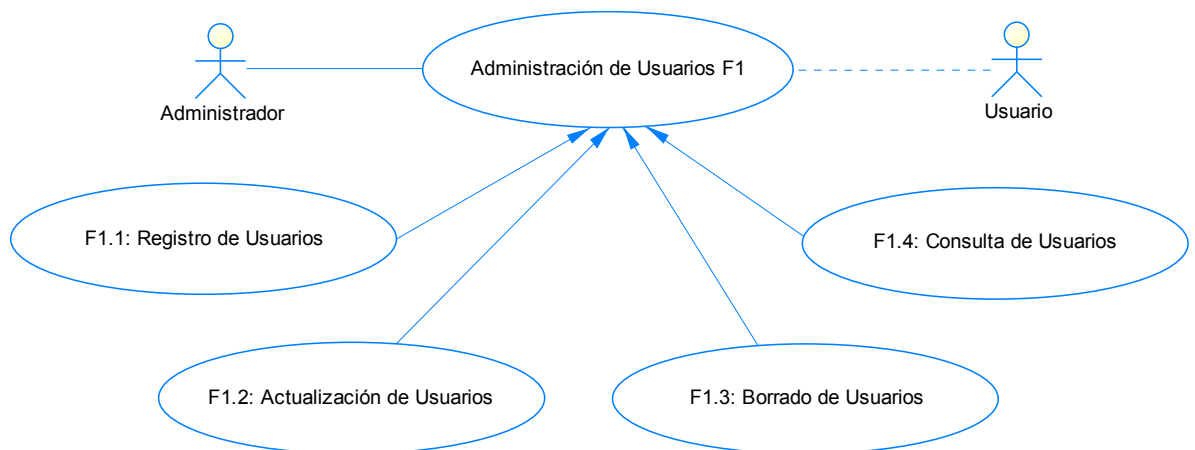 Administración de Usuarios F1
Administrador
Usuario
F1.1: Registro de Usuarios
F1.4: Consulta de Usuarios
F1.2: Actualización de Usuarios
F1.3: Borrado de Usuarios